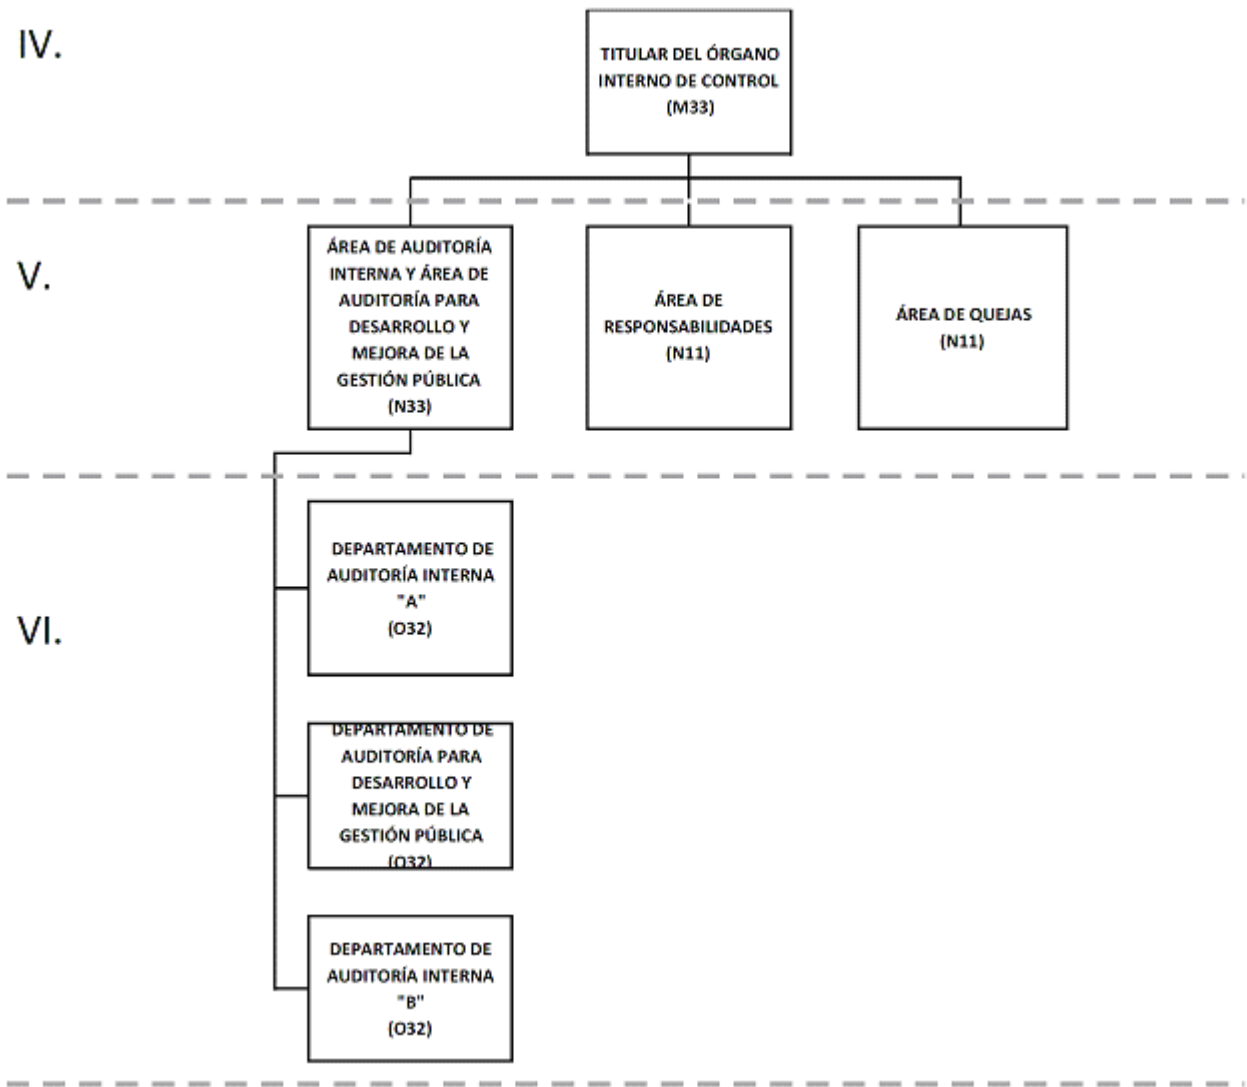 IV.
TITULAR DEL ÓRGANO
INTERNO DE CONTROL
(M33)
V.
ÁREA DE AUDITORÍA
INTERNA Y ÁREA DE
AUDITORÍA PARA
DESARROLLO Y
MEJORA DE LA
GESTIÓN PÚBLICA
(N33)
ÁREA DE
RESPONSABILIDADES
(N11)
ÁREA DE QUEJAS
(N11)
VI.
DEPARTAMENTO DE
AUDITORÍA INTERNA
"A"
(O32)
DEPARTAMENTO DE
AUDITORÍA PARA
DESARROLLO Y
MEJORA DE LA
GESTIÓN PÚBLICA
(O32)
DEPARTAMENTO DE
AUDITORÍA INTERNA
"B"
(O32)